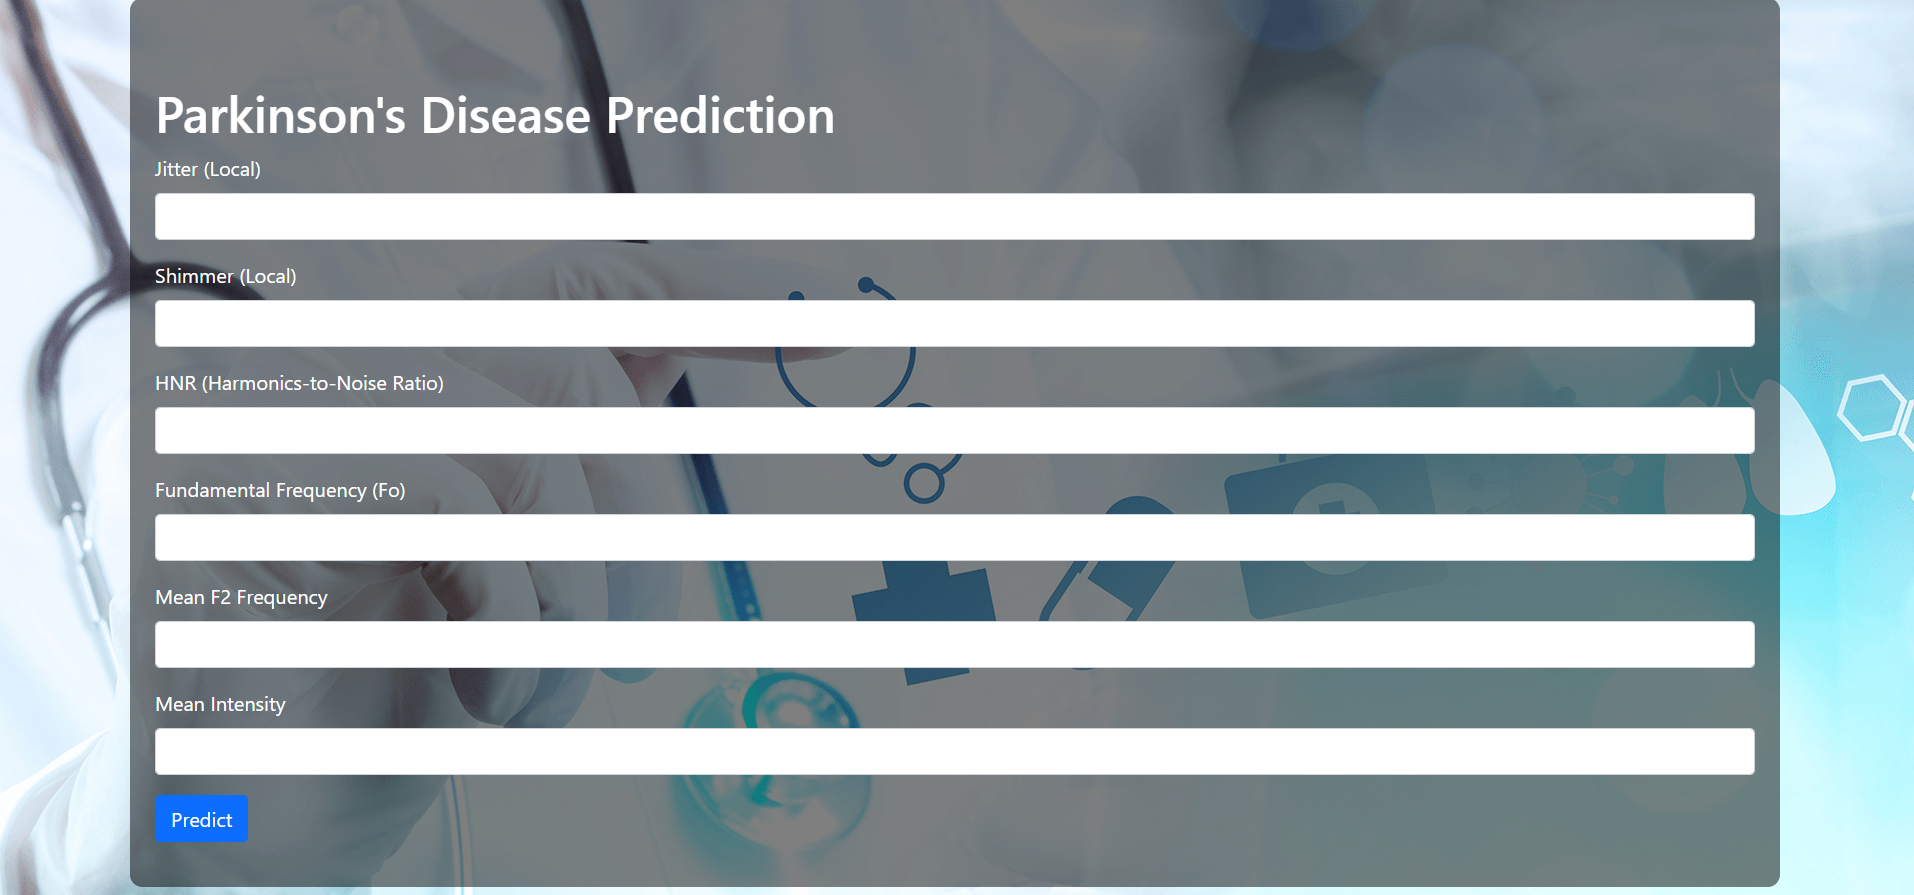 Parkinson's Disease Prediction
Jitter (Local)
Shimmer (Local)
HNR (Harmonics-to-Noise Ratio)
Fundamental Frequency (Fo)
Mean F2 Frequency
Mean Intensity
Predict